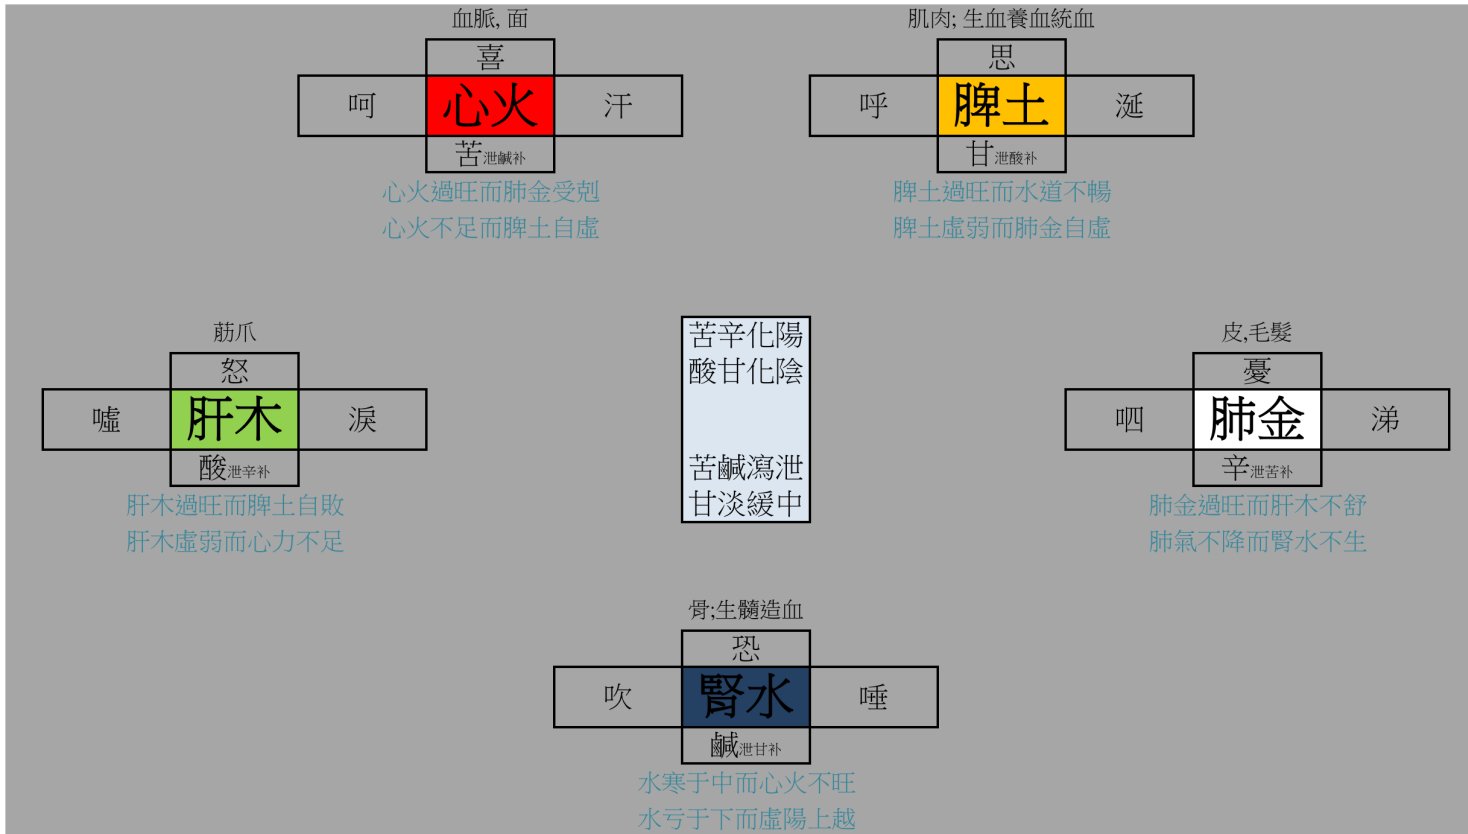 血脈, 面
喜
呵 心火 汗
苦泄鹹补
心火過旺而肺金受剋
心火不足而脾土自虛
肌肉; 生血養血統血
思
呼 脾土 涎
甘泄酸补
脾土過旺而水道不暢
脾土虛弱而肺金自虛
莇爪
怒
噓 肝木 淚
酸泄辛补
肝木過旺而脾土自敗
肝木虛弱而心力不足
苦辛化陽
酸甘化陰
苦鹹瀉泄
甘淡緩中
皮,毛髮
憂
呬 肺金 涕
辛泄苦补
肺金過旺而肝木不舒
肺氣不降而腎水不生
骨;生髓造血
恐
吹 腎水 唾
鹹泄甘补
水寒于中而心火不旺
水亏于下而虛陽上越